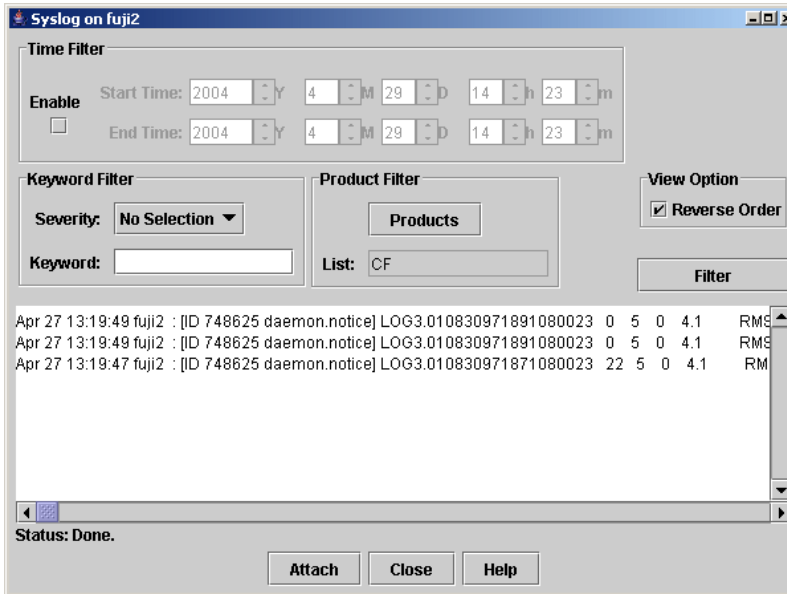 Syslog on fuji2
Time Filter
Enable
Start Time: 2004 Y 4 M 29 D 14 h 23 m
End Time: 2004 Y 4 M 29 D 14 h 23 m
Keyword Filter
Severity: No Selection
Keyword:
Product Filter
Products
List: CF
View Option
Reverse Order
Filter
Apr 27 13:19:49 fuji2 : [ID 748625 daemon.notice] LOG3.010830971891080023 0 5 0 4.1 RMS
Apr 27 13:19:49 fuji2 : [ID 748625 daemon.notice] LOG3.010830971891080023 0 5 0 4.1 RMS
Apr 27 13:19:47 fuji2 : [ID 748625 daemon.notice] LOG3.010830971871080023 22 5 0 4.1 RM
Status: Done.
Attach Close Help